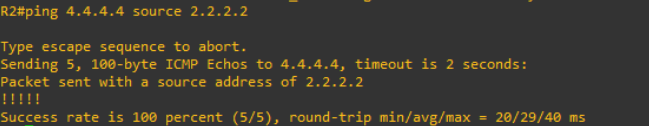 R2#ping 4.4.4.4 source 2.2.2.2
Type escape sequence to abort.
Sending 5, 100-byte ICMP Echos to 4.4.4.4, timeout is 2 seconds:
Packet sent with a source address of 2.2.2.2
!!!!!
Success rate is 100 percent (5/5), round-trip min/avg/max = 20/29/40 ms